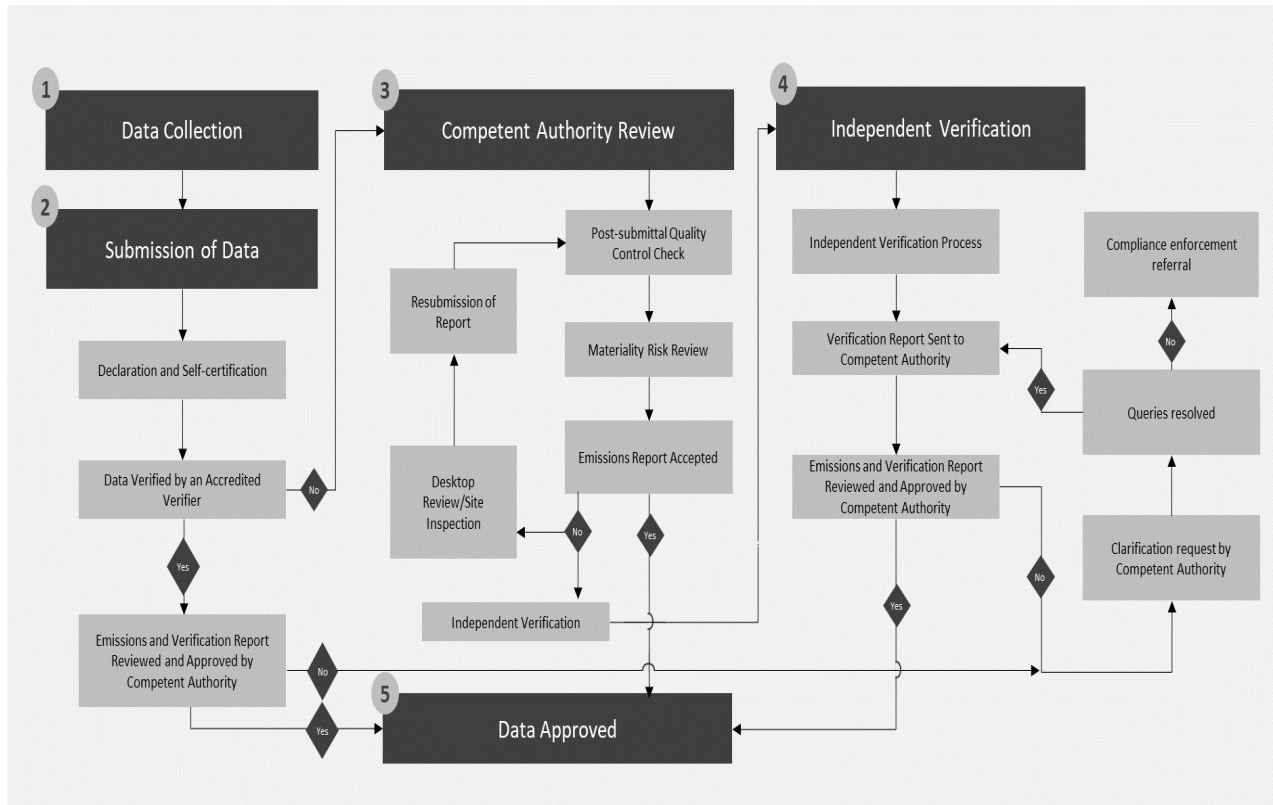 1
Data Collection
2
Submission of Data
Declaration and Self-certification
Data Verified by an Accredited
Verifier
No
Yes
Emissions and Verification Report
Reviewed and Approved by
Competent Authority
No
Yes
3
Competent Authority Review
Post-submittal Quality
Control Check
Resubmission of
Report
Materiality Risk Review
Emissions Report Accepted
Desktop
Review/Site
Inspection
No
Yes
Independent Verification
4
Independent Verification
Independent Verification Process
Verification Report Sent to
Competent Authority
Emissions and Verification Report
Reviewed and Approved by
Competent Authority
Yes
No
Compliance enforcement
referral
No
Yes
Queries resolved
Clarification request by
Competent Authority
5
Data Approved